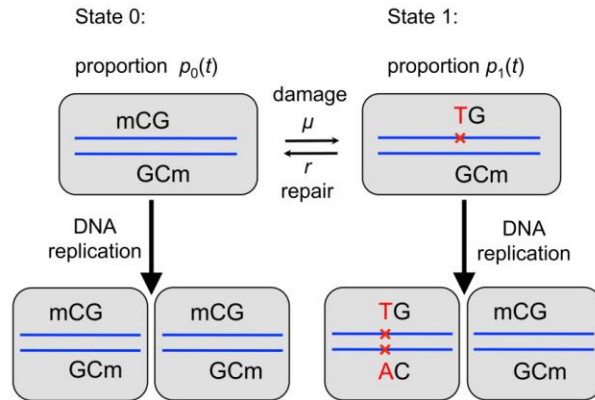 State 0:
State 1:
proportion p₀(t)
proportion p₁(t)
damage
μ
r
repair
mCG
GCm
TG
GCm
DNA
replication
DNA
replication
mCG
GCm
mCG
GCm
TG
AC
mCG
GCm